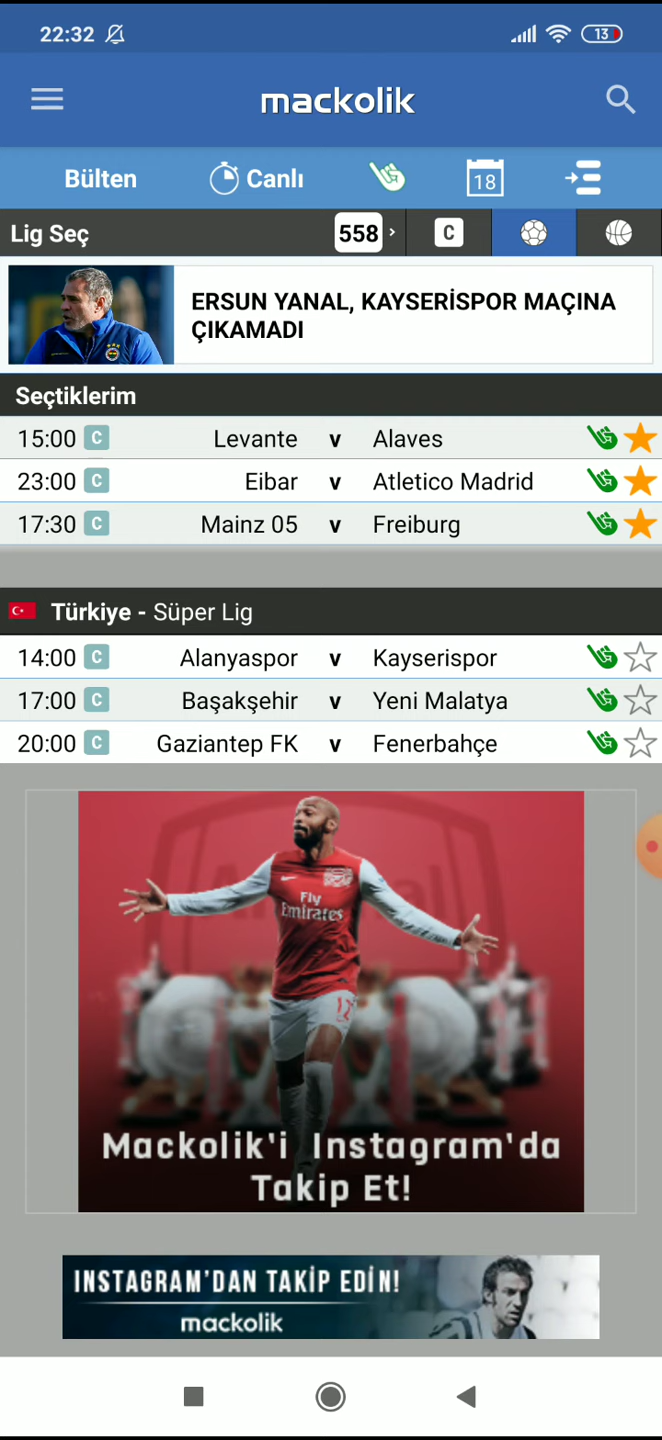 22:32 13
mackolik
Bülten Canlı 18
Lig Seç 558 › C
ERSUN YANAL, KAYSERİSPOR MAÇINA
ÇIKAMADI
Seçtiklerim
15:00 C Levante v Alaves
23:00 C Eibar v Atletico Madrid
17:30 C Mainz 05 v Freiburg
Türkiye - Süper Lig
14:00 C Alanyaspor v Kayserispor
17:00 C Başakşehir v Yeni Malatya
20:00 C Gaziantep FK v Fenerbahçe
Fly
Emirates
12
Mackolik'i Instagram'da
Takip Et!
INSTAGRAM'DAN TAKİP EDİN!
mackolik